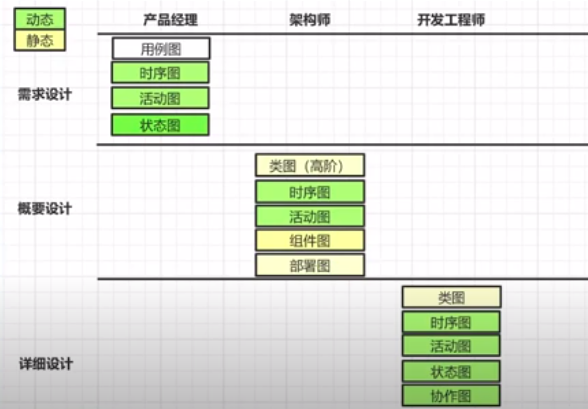 动态
静态
产品经理 架构师 开发工程师
需求设计
用例图
时序图
活动图
状态图
概要设计
类图（高阶）
时序图
活动图
组件图
部署图
详细设计
类图
时序图
活动图
状态图
协作图